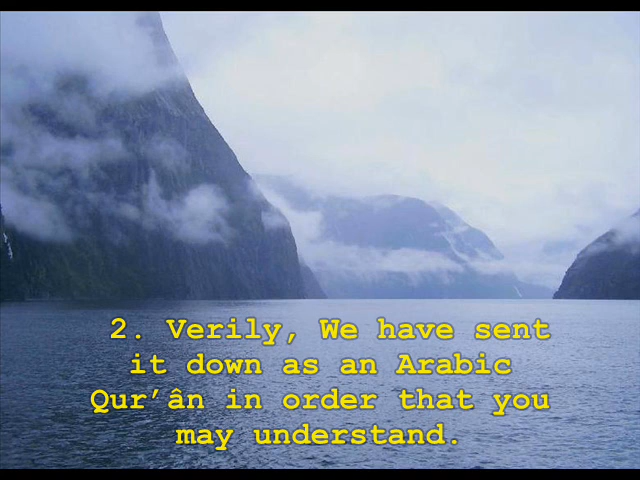 2. Verily, We have sent
it down as an Arabic
Qur’ân in order that you
may understand.